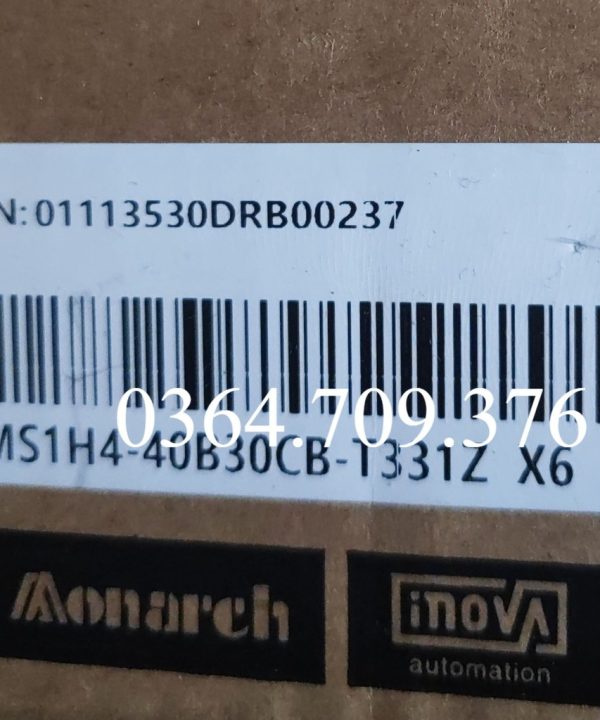 N: 01113530DRB00237
0364.709.376
MS1H4-40B30CB-T331Z X6
Monarch
inovA
automation